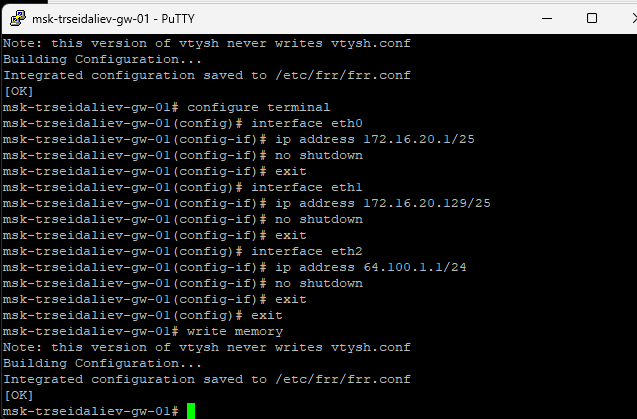 msk-trseidaliev-gw-01 - PuTTY
Note: this version of vtysh never writes vtysh.conf
Building Configuration...
Integrated configuration saved to /etc/frr/frr.conf
[OK]
msk-trseidaliev-gw-01# configure terminal
msk-trseidaliev-gw-01(config)# interface eth0
msk-trseidaliev-gw-01(config-if)# ip address 172.16.20.1/25
msk-trseidaliev-gw-01(config-if)# no shutdown
msk-trseidaliev-gw-01(config-if)# exit
msk-trseidaliev-gw-01(config)# interface eth1
msk-trseidaliev-gw-01(config-if)# ip address 172.16.20.129/25
msk-trseidaliev-gw-01(config-if)# no shutdown
msk-trseidaliev-gw-01(config-if)# exit
msk-trseidaliev-gw-01(config)# interface eth2
msk-trseidaliev-gw-01(config-if)# ip address 64.100.1.1/24
msk-trseidaliev-gw-01(config-if)# no shutdown
msk-trseidaliev-gw-01(config-if)# exit
msk-trseidaliev-gw-01(config)# exit
msk-trseidaliev-gw-01# write memory
Note: this version of vtysh never writes vtysh.conf
Building Configuration...
Integrated configuration saved to /etc/frr/frr.conf
[OK]
msk-trseidaliev-gw-01#